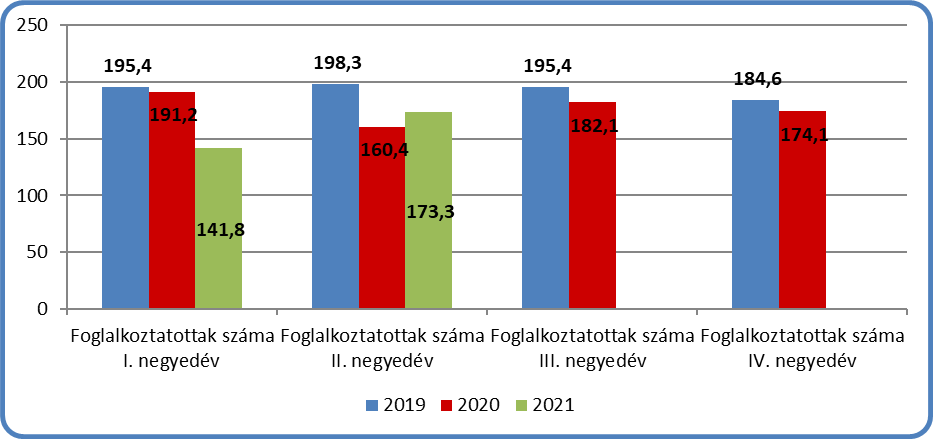 250
200
150
100
50
0
195,4
191,2
141,8
198,3
160,4
173,3
195,4
182,1
184,6
174,1
Foglalkoztatottak száma
I. negyedév
Foglalkoztatottak száma
II. negyedév
Foglalkoztatottak száma
III. negyedév
Foglalkoztatottak száma
IV. negyedév
2019
2020
2021